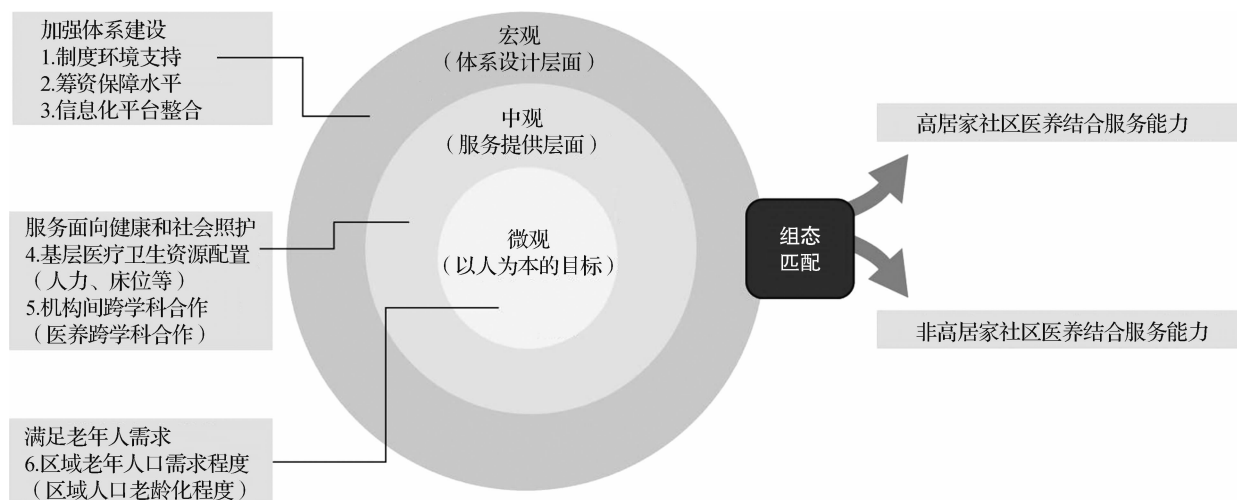 加强体系建设
1.制度环境支持
2.筹资保障水平
3.信息化平台整合
服务面向健康和社会照护
4.基层医疗卫生资源配置
（人力、床位等）
5.机构间跨学科合作
（医养跨学科合作）
满足老年人需求
6.区域老年人口需求程度
（区域人口老龄化程度）
宏观
（体系设计层面）
中观
（服务提供层面）
微观
（以人为本的目标）
组态
匹配
高居家社区医养结合服务能力
非高居家社区医养结合服务能力